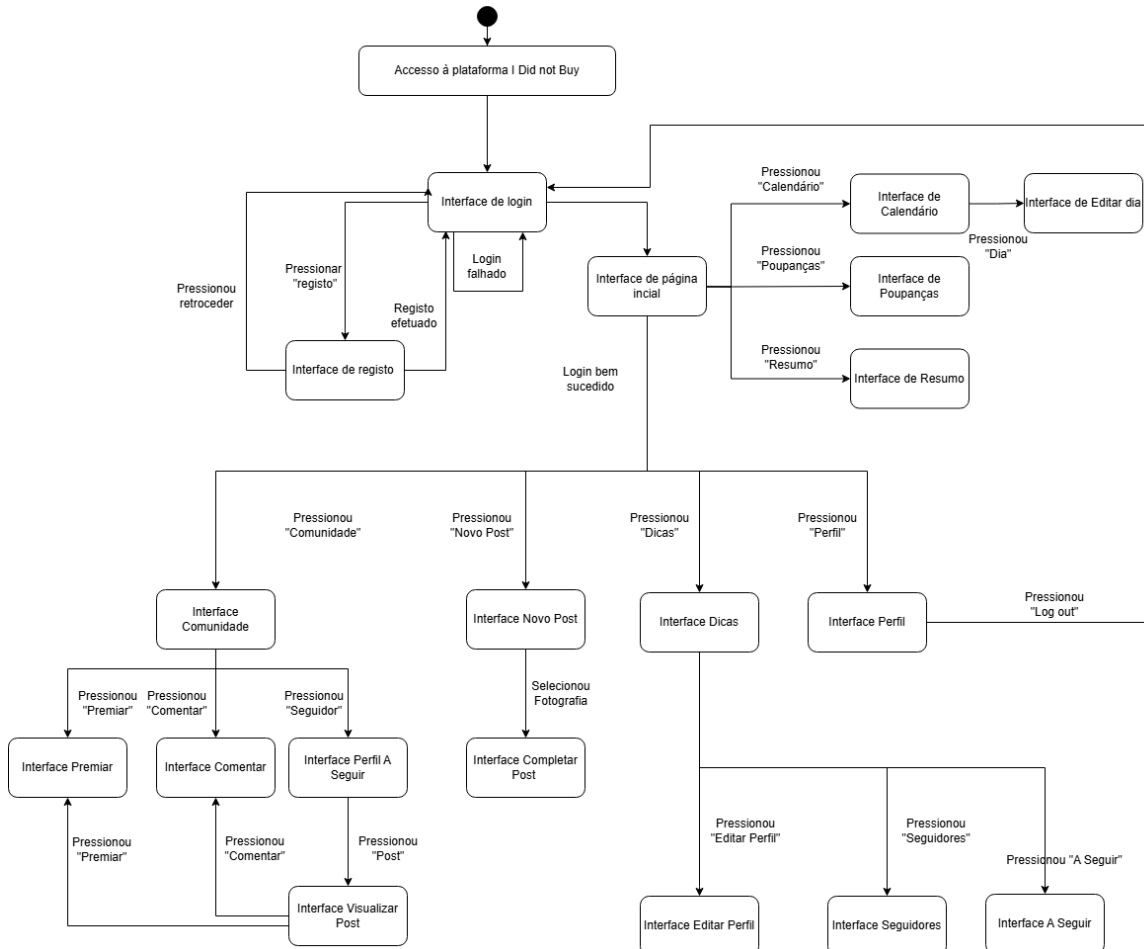 Accesso à plataforma I Did not Buy
Pressionou
"Calendário"
Interface de login
Interface de
Calendário
Interface de Editar dia
Pressionou
"Dia"
Login
falhado
Pressionar
"registo"
Pressionou
retroceder
Interface de página
incial
Pressionou
"Poupanças"
Interface de
Poupanças
Registo
efetuado
Interface de registo
Login bem
sucedido
Pressionou
"Resumo"
Interface de Resumo
Pressionou
"Comunidade"
Pressionou
"Novo Post"
Pressionou
"Dicas"
Pressionou
"Perfil"
Interface
Comunidade
Interface Novo Post
Interface Dicas
Interface Perfil
Pressionou
"Log out"
Pressionou
"Premiar"
Pressionou
"Comentar"
Pressionou
"Seguidor"
Selecionou
Fotografia
Interface Premiar
Interface Comentar
Interface Perfil A
Seguir
Interface Completar
Post
Pressionou
"Premiar"
Pressionou
"Comentar"
Pressionou
"Post"
Pressionou
"Editar Perfil"
Pressionou
"Seguidores"
Pressionou "A Seguir"
Interface Visualizar
Post
Interface Editar Perfil
Interface Seguidores
Interface A Seguir